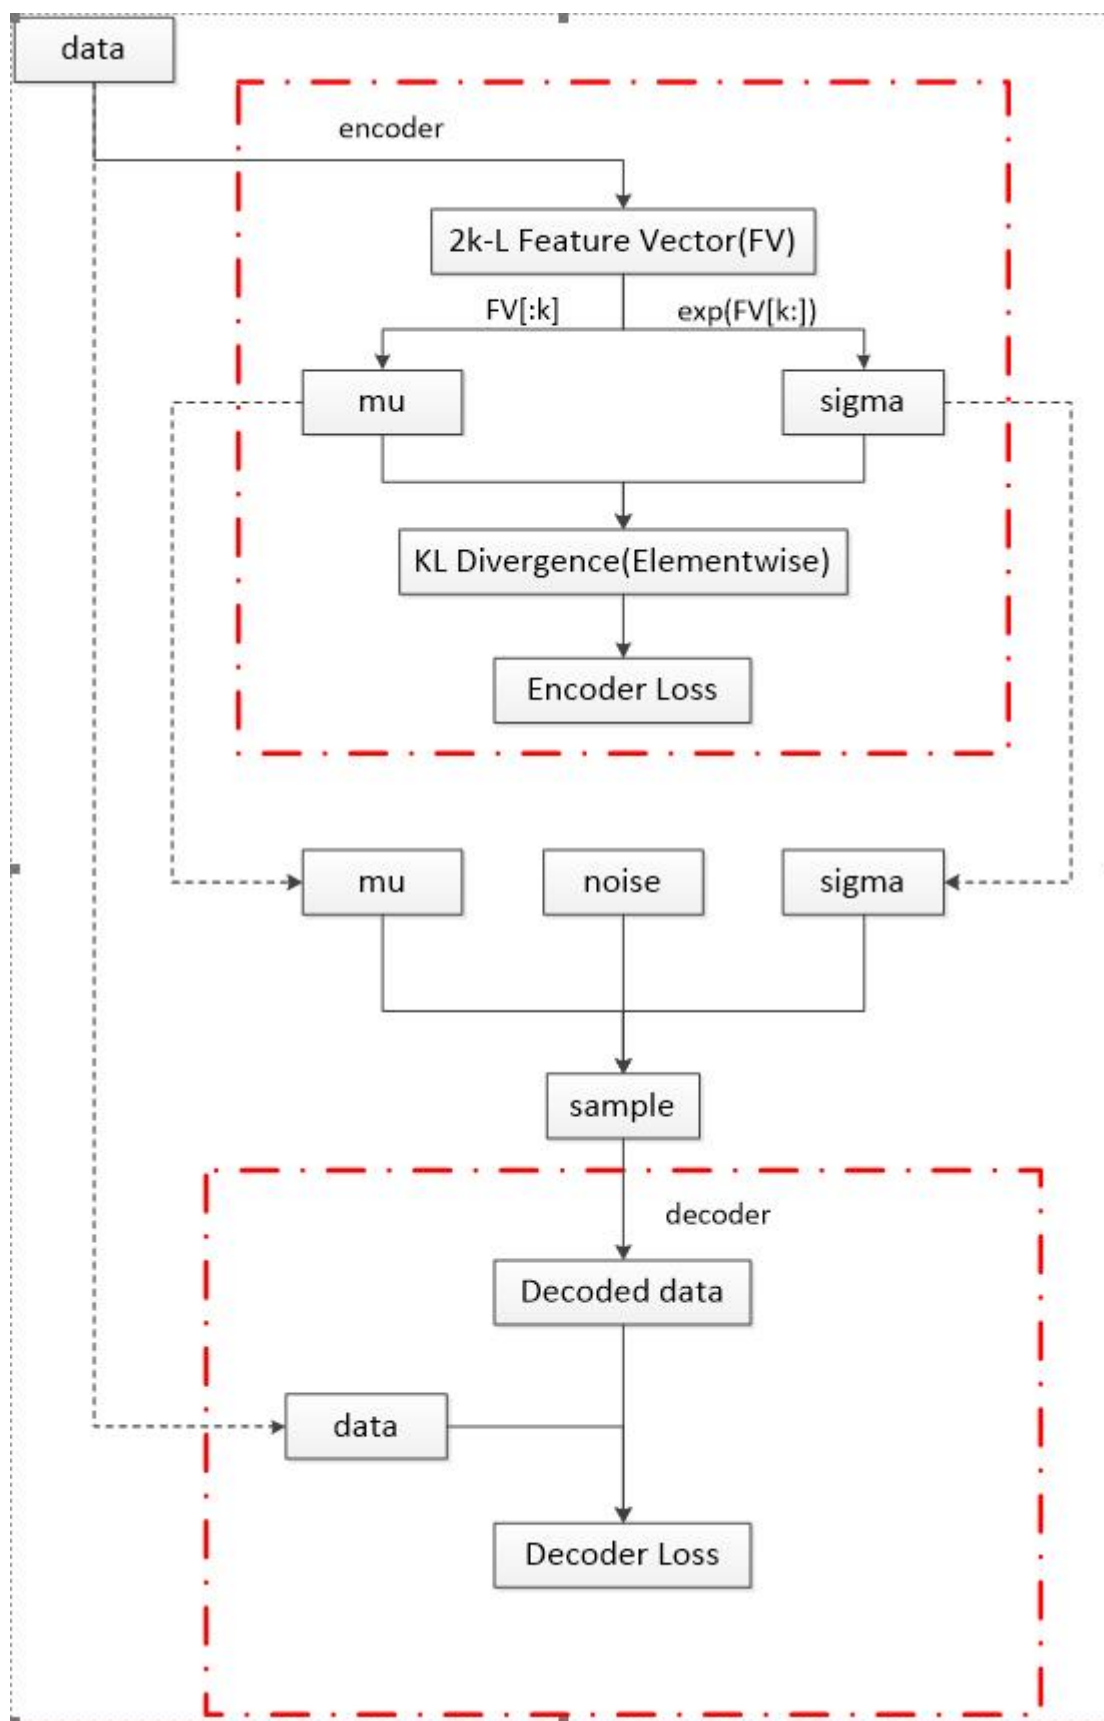 data
encoder
2k-L Feature Vector(FV)
FV[:k]
exp(FV[k:])
mu
sigma
KL Divergence(Elementwise)
Encoder Loss
mu
noise
sigma
sample
decoder
Decoded data
data
Decoder Loss